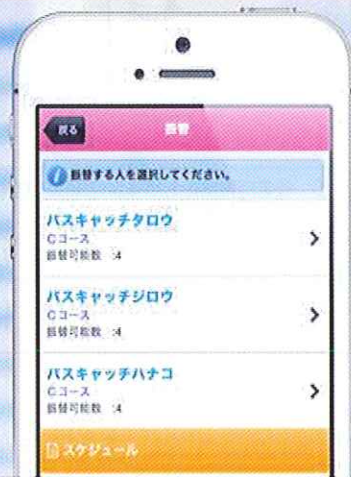 戻る
振替
振替する人を選択してください。
バスキャッチタロウ
Cコース
振替可能数 :4
バスキャッチジロウ
Cコース
振替可能数 :4
バスキャッチハナコ
Cコース
振替可能数 :4
スケジュール